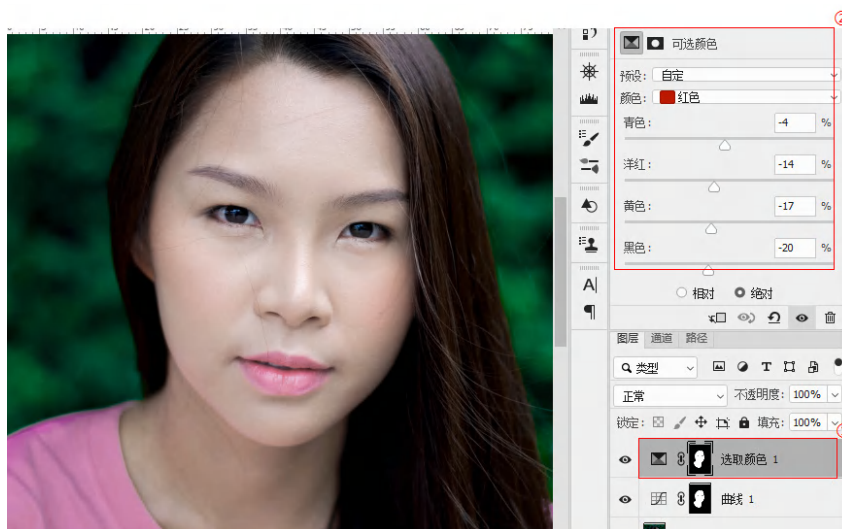 ②
可选颜色
预设： 自定
颜色： 红色
青色： -4 %
洋红： -14 %
黄色： -17 %
黑色： -20 %
相对 绝对
图层 通道 路径
类型
正常 不透明度： 100%
锁定： 填充： 100%
选取颜色 1
曲线 1